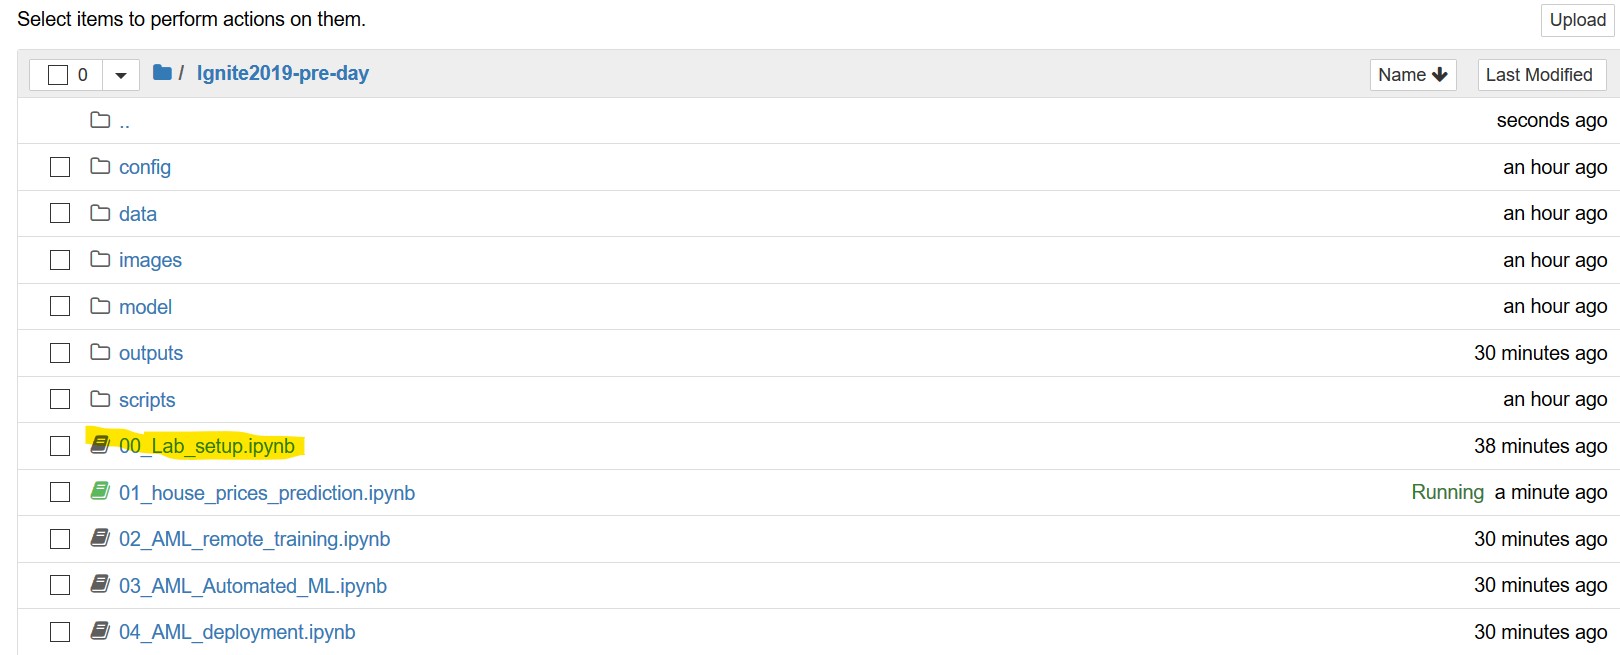 Select items to perform actions on them.
Upload
0 / Ignite2019-pre-day Name Last Modified
.. seconds ago
config an hour ago
data an hour ago
images an hour ago
model an hour ago
outputs 30 minutes ago
scripts an hour ago
00_Lab_setup.ipynb 38 minutes ago
01_house_prices_prediction.ipynb Running a minute ago
02_AML_remote_training.ipynb 30 minutes ago
03_AML_Automated_ML.ipynb 30 minutes ago
04_AML_deployment.ipynb 30 minutes ago